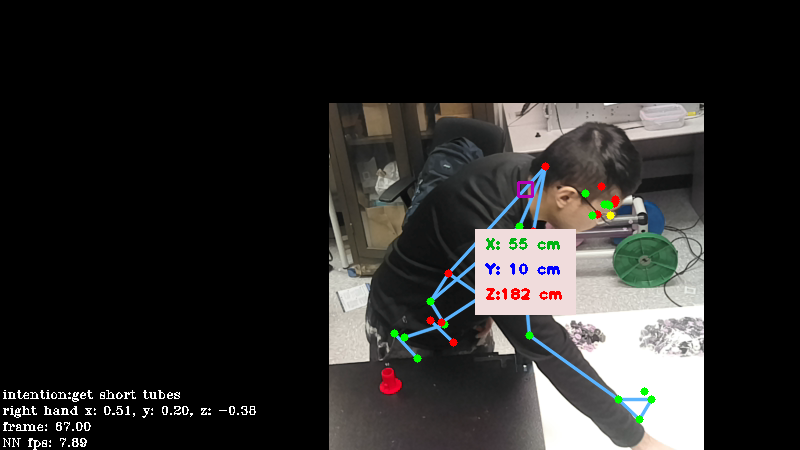 X: 55 cm
Y: 10 cm
Z:182 cm
intention:get short tubes
right hand x: 0.51, y: 0.20, z: −0.38
frame: 67.00
NN fps: 7.89